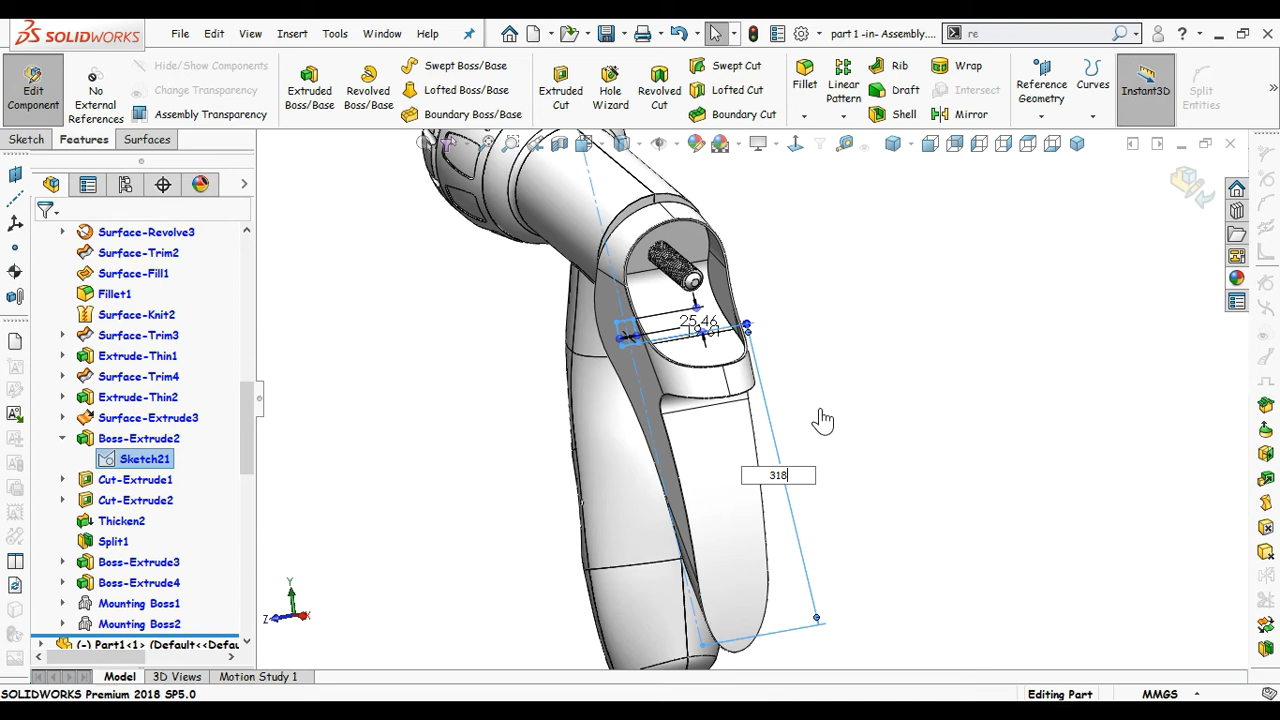 SOLIDWORKS
File Edit View Insert Tools Window Help
part 1 -in- Assembly....
re
?
Edit Component
No External References
Hide/Show Components
Change Transparency
Assembly Transparency
Extruded Boss/Base
Revolved Boss/Base
Swept Boss/Base
Lofted Boss/Base
Boundary Boss/Base
Extruded Cut
Hole Wizard
Revolved Cut
Swept Cut
Lofted Cut
Boundary Cut
Fillet
Linear Pattern
Rib
Draft
Shell
Wrap
Intersect
Mirror
Reference Geometry
Curves
Instant3D
Split Entities
Sketch Features Surfaces
Surface-Revolve3
Surface-Trim2
Surface-Fill1
Fillet1
Surface-Knit2
Surface-Trim3
Extrude-Thin1
Surface-Trim4
Extrude-Thin2
Surface-Extrude3
Boss-Extrude2
Sketch21
Cut-Extrude1
Cut-Extrude2
Thicken2
Split1
Boss-Extrude3
Boss-Extrude4
Mounting Boss1
Mounting Boss2
(-) Part1<1> (Default<<Defau
25.46
318
Y
Z
X
Model 3D Views Motion Study 1
SOLIDWORKS Premium 2018 SP5.0
Editing Part
MMGS